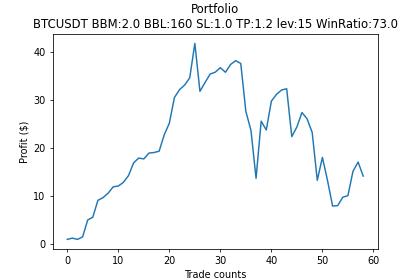 Portfolio
BTCUSDT BBM:2.0 BBL:160 SL:1.0 TP:1.2 lev:15 WinRatio:73.0
40
30
20
10
0
Profit ($)
0 10 20 30 40 50 60
Trade counts